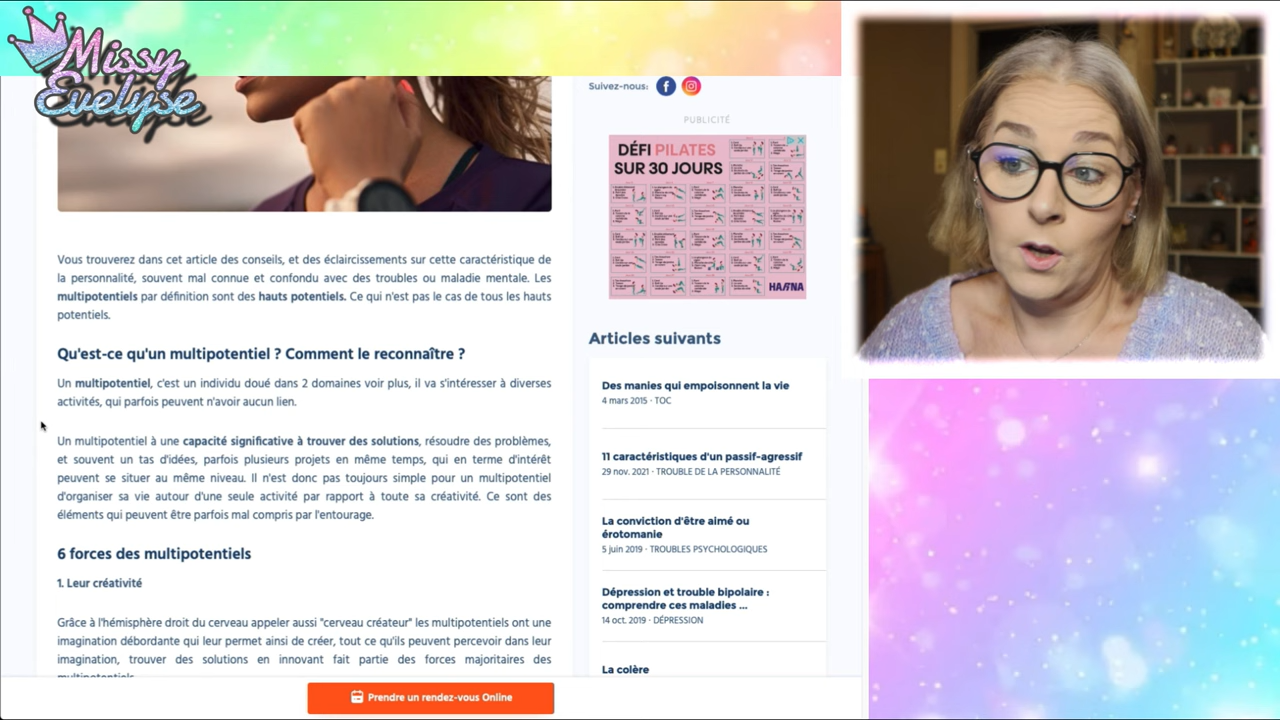 Missy
Evelyse
Suivez-nous:
PUBLICITÉ
DÉFI PILATES
SUR 30 JOURS
Vous trouverez dans cet article des conseils, et des éclaircissements sur cette caractéristique de
la personnalité, souvent mal connue et confondu avec des troubles ou maladie mentale. Les
multipotentiels par définition sont des hauts potentiels. Ce qui n'est pas le cas de tous les hauts
potentiels.
Qu'est-ce qu'un multipotentiel ? Comment le reconnaître ?
Un multipotentiel, c'est un individu doué dans 2 domaines voir plus, il va s'intéresser à diverses
activités, qui parfois peuvent n'avoir aucun lien.
Un multipotentiel à une capacité significative à trouver des solutions, résoudre des problèmes,
et souvent un tas d'idées, parfois plusieurs projets en même temps, qui en terme d'intérêt
peuvent se situer au même niveau. Il n'est donc pas toujours simple pour un multipotentiel
d'organiser sa vie autour d'une seule activité par rapport à toute sa créativité. Ce sont des
éléments qui peuvent être parfois mal compris par l'entourage.
6 forces des multipotentiels
1. Leur créativité
Grâce à l'hémisphère droit du cerveau appeler aussi "cerveau créateur" les multipotentiels ont une
imagination débordante qui leur permet ainsi de créer, tout ce qu'ils peuvent percevoir dans leur
imagination, trouver des solutions en innovant fait partie des forces majoritaires des
multipotentiels.
Articles suivants
Des manies qui empoisonnent la vie
4 mars 2015 · TOC
11 caractéristiques d'un passif-agressif
29 nov. 2021 · TROUBLE DE LA PERSONNALITÉ
La conviction d'être aimé ou
érotomanie
5 juin 2019 · TROUBLES PSYCHOLOGIQUES
Dépression et trouble bipolaire :
comprendre ces maladies ...
14 oct. 2019 · DÉPRESSION
La colère
Prendre un rendez-vous Online